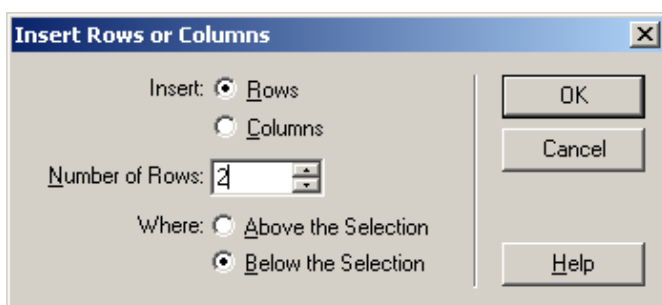 Insert Rows or Columns
Insert: Rows
OK
Columns
Cancel
Number of Rows: 2
Where: Above the Selection
Below the Selection
Help